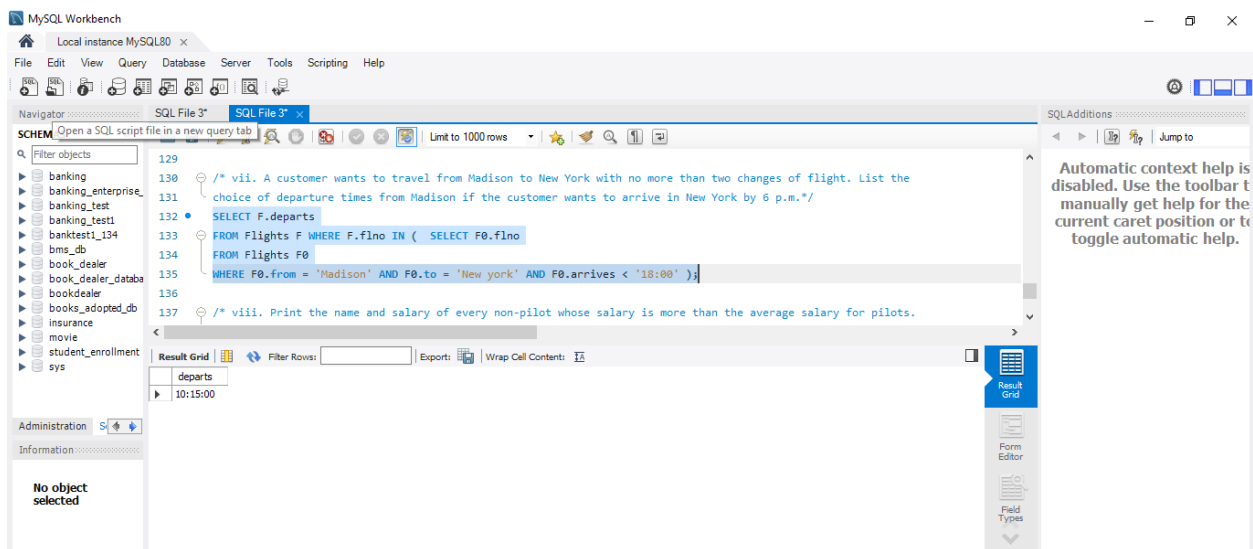 MySQL Workbench
Local instance MySQL80 ×
File Edit View Query Database Server Tools Scripting Help
Navigator
SQL File 3*
SQL File 3* ×
SQLAdditions
SCHEM
Open a SQL script file in a new query tab
Limit to 1000 rows
Jump to
Filter objects
banking
banking_enterprise_
banking_test
banking_test1
banktest1_134
bms_db
book_dealer
book_dealer_databa
bookdealer
books_adopted_db
insurance
movie
student_enrollment
sys
129
130 /* vii. A customer wants to travel from Madison to New York with no more than two changes of flight. List the
131 choice of departure times from Madison if the customer wants to arrive in New York by 6 p.m.*/
132 SELECT F.departs
133 FROM Flights F WHERE F.flno IN ( SELECT F0.flno
134 FROM Flights F0
135 WHERE F0.from = 'Madison' AND F0.to = 'New york' AND F0.arrives < '18:00' );
136
137 /* viii. Print the name and salary of every non-pilot whose salary is more than the average salary for pilots.
Automatic context help is
disabled. Use the toolbar t
manually get help for the
current caret position or to
toggle automatic help.
Result Grid
Filter Rows:
Export:
Wrap Cell Content:
departs
10:15:00
Result
Grid
Form
Editor
Field
Types
Administration
Information
No object
selected